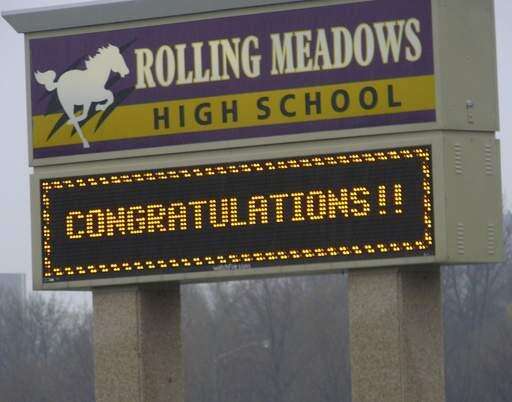 ROLLING MEADOWS
HIGH SCHOOL
CONGRATULATIONS!!